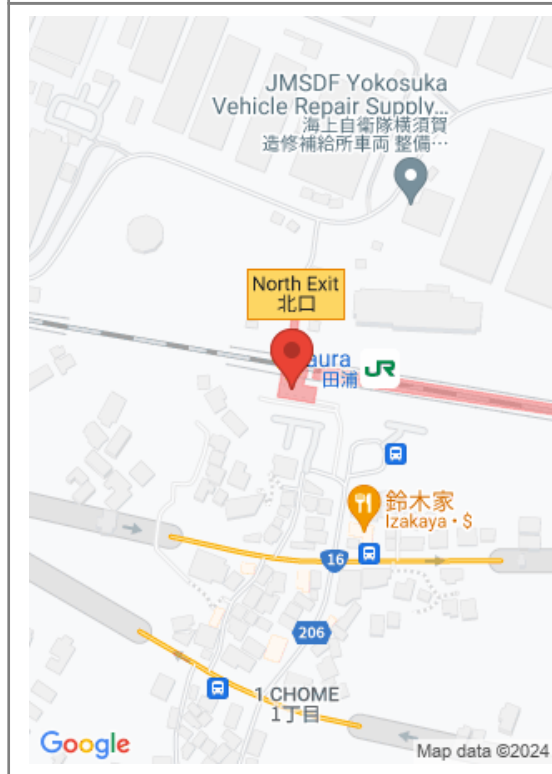 JMSDF Yokosuka
Vehicle Repair Supply...
海上自衛隊横須賀
造修補給所車両 整備…
North Exit
北口
aura
田浦
JR
鈴木家
Izakaya・$
16
206
1 CHOME
1丁目
Google
Map data ©2024